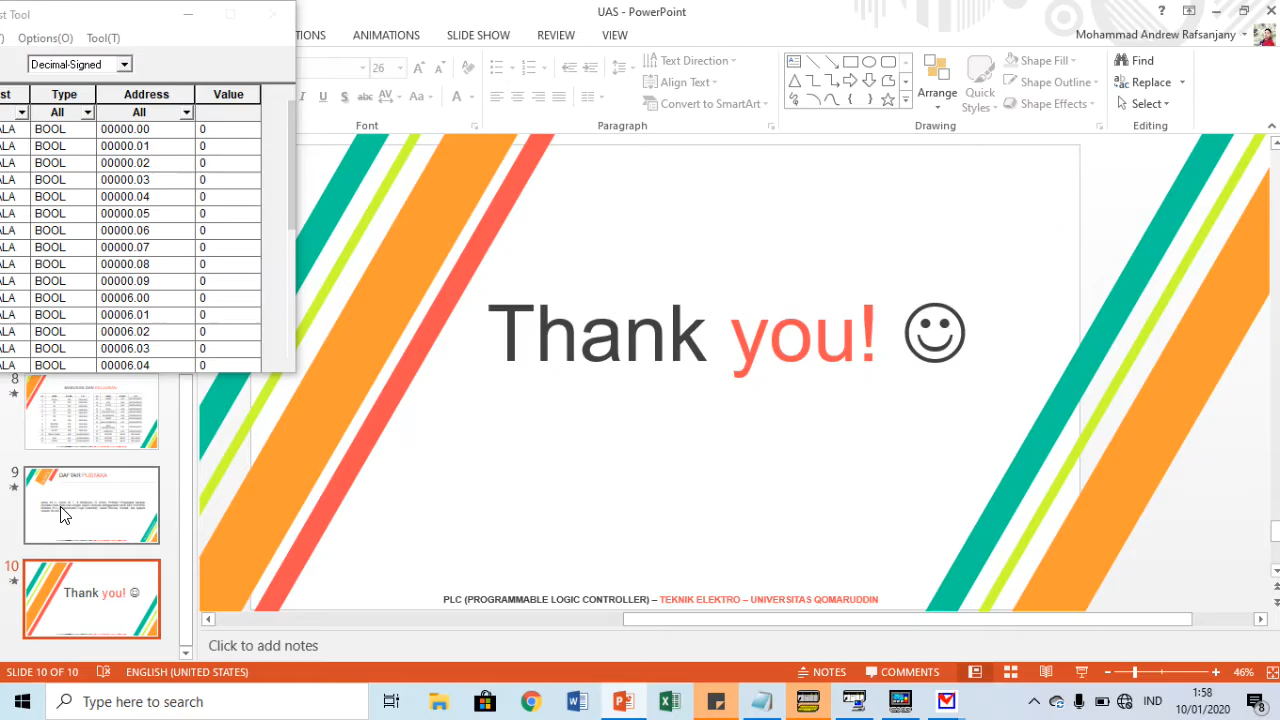 st Tool
UAS - PowerPoint
Options(O) Tool(T)
IONS ANIMATIONS SLIDE SHOW REVIEW VIEW
Mohammad Andrew Rafsanjany
Decimal-Signed
26
Text Direction
Align Text
Convert to SmartArt
Arrange
Quick Styles
Shape Fill
Shape Outline
Shape Effects
Find
Replace
Select
Font Paragraph Drawing Editing
st Type Address Value
All All
ALA BOOL 00000.00 0
ALA BOOL 00000.01 0
ALA BOOL 00000.02 0
ALA BOOL 00000.03 0
ALA BOOL 00000.04 0
ALA BOOL 00000.05 0
ALA BOOL 00000.06 0
ALA BOOL 00000.07 0
ALA BOOL 00000.08 0
ALA BOOL 00000.09 0
ALA BOOL 00006.00 0
ALA BOOL 00006.01 0
ALA BOOL 00006.02 0
ALA BOOL 00006.03 0
ALA BOOL 00006.04 0
8
9
DAFTAR PUSTAKA
10
Thank you! ☺
Thank you! ☺
PLC (PROGRAMMABLE LOGIC CONTROLLER) – TEKNIK ELEKTRO – UNIVERSITAS QOMARUDDIN
Click to add notes
SLIDE 10 OF 10 ENGLISH (UNITED STATES) NOTES COMMENTS 46%
Type here to search
IND
1:58
10/01/2020
8